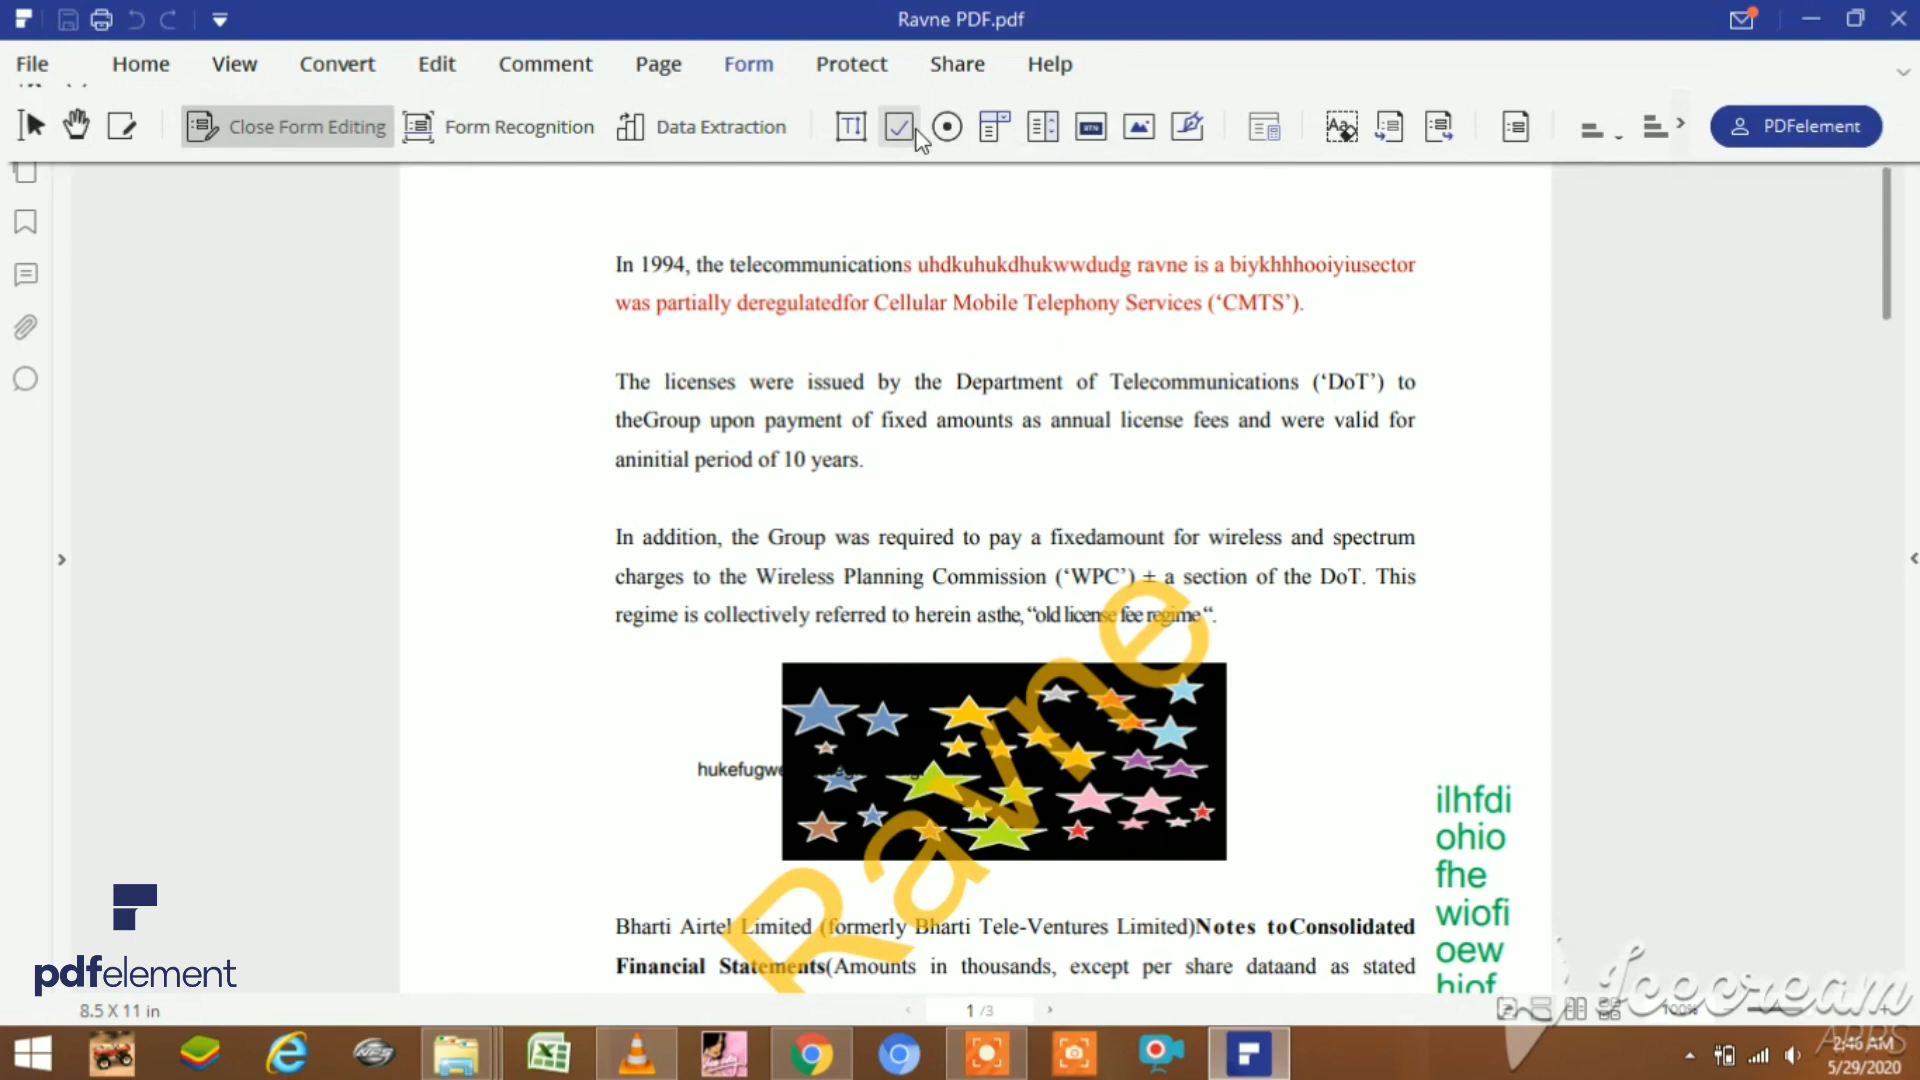 Ravne PDF.pdf
File Home View Convert Edit Comment Page Form Protect Share Help
Close Form Editing Form Recognition Data Extraction PDFelement
In 1994, the telecommunications uhdkuhukdhukwwdudg ravne is a biykhhhooiyiusector
was partially deregulatedfor Cellular Mobile Telephony Services (‘CMTS’).
The licenses were issued by the Department of Telecommunications (‘DoT’) to
theGroup upon payment of fixed amounts as annual license fees and were valid for
aninitial period of 10 years.
In addition, the Group was required to pay a fixedamount for wireless and spectrum
charges to the Wireless Planning Commission (‘WPC’) ± a section of the DoT. This
regime is collectively referred to herein asthe, “old license fee regime“.
Ravne
ilhfdi
ohio
fhe
wiofi
oew
hiof
Bharti Airtel Limited (formerly Bharti Tele-Ventures Limited)Notes toConsolidated
Financial Statements(Amounts in thousands, except per share dataand as stated
pdfelement
Icecream
APPS
8.5 X 11 in 1 /3 100%
2:46 AM
5/29/2020